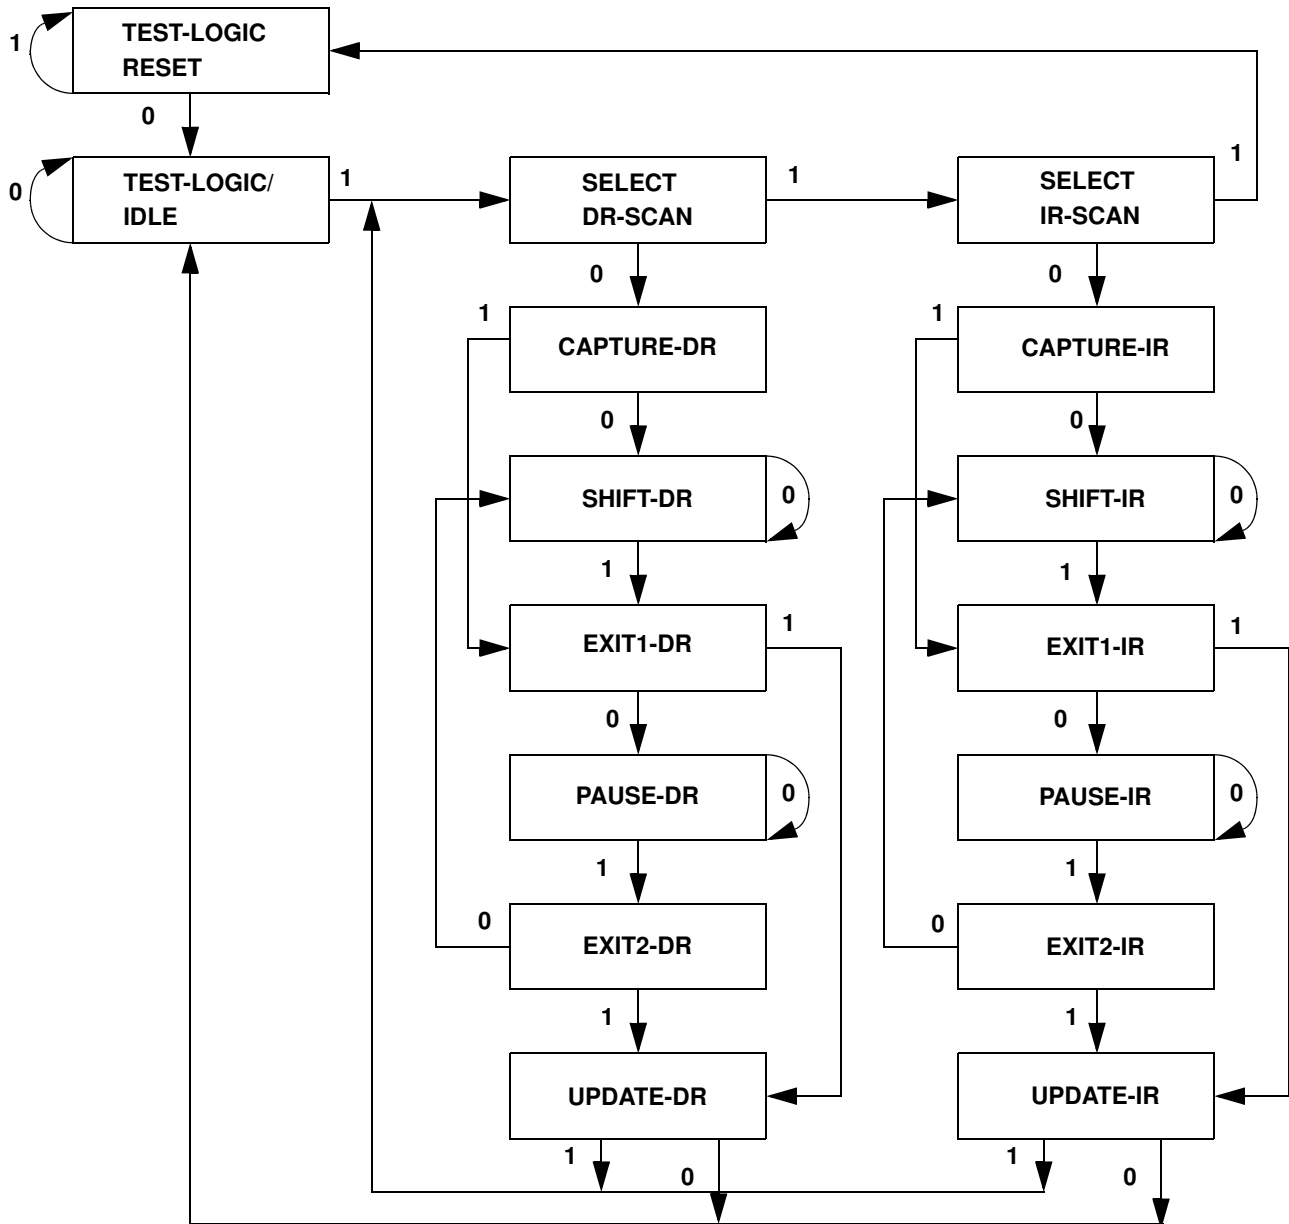 TEST-LOGIC
RESET
1
0
TEST-LOGIC/
IDLE
0
1
SELECT
DR-SCAN
1
SELECT
IR-SCAN
1
0
0
1
CAPTURE-DR
1
CAPTURE-IR
0
0
SHIFT-DR
0
SHIFT-IR
0
1
1
EXIT1-DR
1
EXIT1-IR
1
0
0
PAUSE-DR
0
PAUSE-IR
0
1
1
0
EXIT2-DR
0
EXIT2-IR
1
1
UPDATE-DR
UPDATE-IR
1
0
1
0